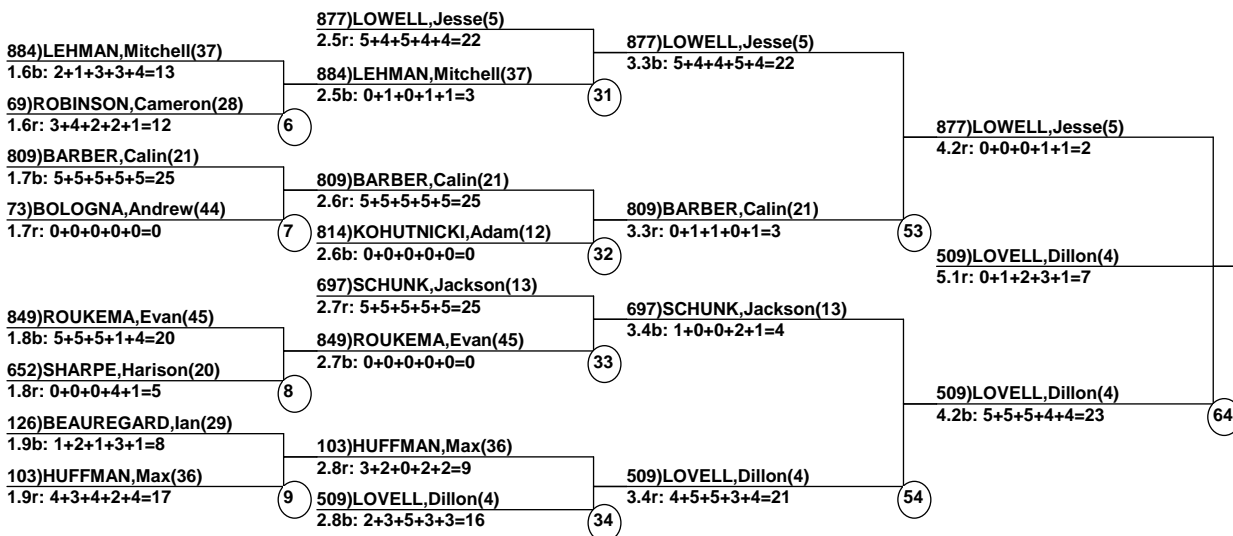 884)LEHMAN,Mitchell(37)
1.6b: 2+1+3+3+4=13
69)ROBINSON,Cameron(28)
1.6r: 3+4+2+2+1=12
6
809)BARBER,Calin(21)
1.7b: 5+5+5+5+5=25
73)BOLOGNA,Andrew(44)
1.7r: 0+0+0+0+0=0
7
849)ROUKEMA,Evan(45)
1.8b: 5+5+5+1+4=20
652)SHARPE,Harison(20)
1.8r: 0+0+0+4+1=5
8
126)BEAUREGARD,Ian(29)
1.9b: 1+2+1+3+1=8
103)HUFFMAN,Max(36)
1.9r: 4+3+4+2+4=17
9
877)LOWELL,Jesse(5)
2.5r: 5+4+5+4+4=22
884)LEHMAN,Mitchell(37)
2.5b: 0+1+0+1+1=3
31
809)BARBER,Calin(21)
2.6r: 5+5+5+5+5=25
814)KOHUTNICKI,Adam(12)
2.6b: 0+0+0+0+0=0
32
697)SCHUNK,Jackson(13)
2.7r: 5+5+5+5+5=25
849)ROUKEMA,Evan(45)
2.7b: 0+0+0+0+0=0
33
103)HUFFMAN,Max(36)
2.8r: 3+2+0+2+2=9
509)LOVELL,Dillon(4)
2.8b: 2+3+5+3+3=16
34
877)LOWELL,Jesse(5)
3.3b: 5+4+4+5+4=22
809)BARBER,Calin(21)
3.3r: 0+1+1+0+1=3
53
697)SCHUNK,Jackson(13)
3.4b: 1+0+0+2+1=4
509)LOVELL,Dillon(4)
3.4r: 4+5+5+3+4=21
54
877)LOWELL,Jesse(5)
4.2r: 0+0+0+1+1=2
509)LOVELL,Dillon(4)
4.2b: 5+5+5+4+4=23
64
509)LOVELL,Dillon(4)
5.1r: 0+1+2+3+1=7